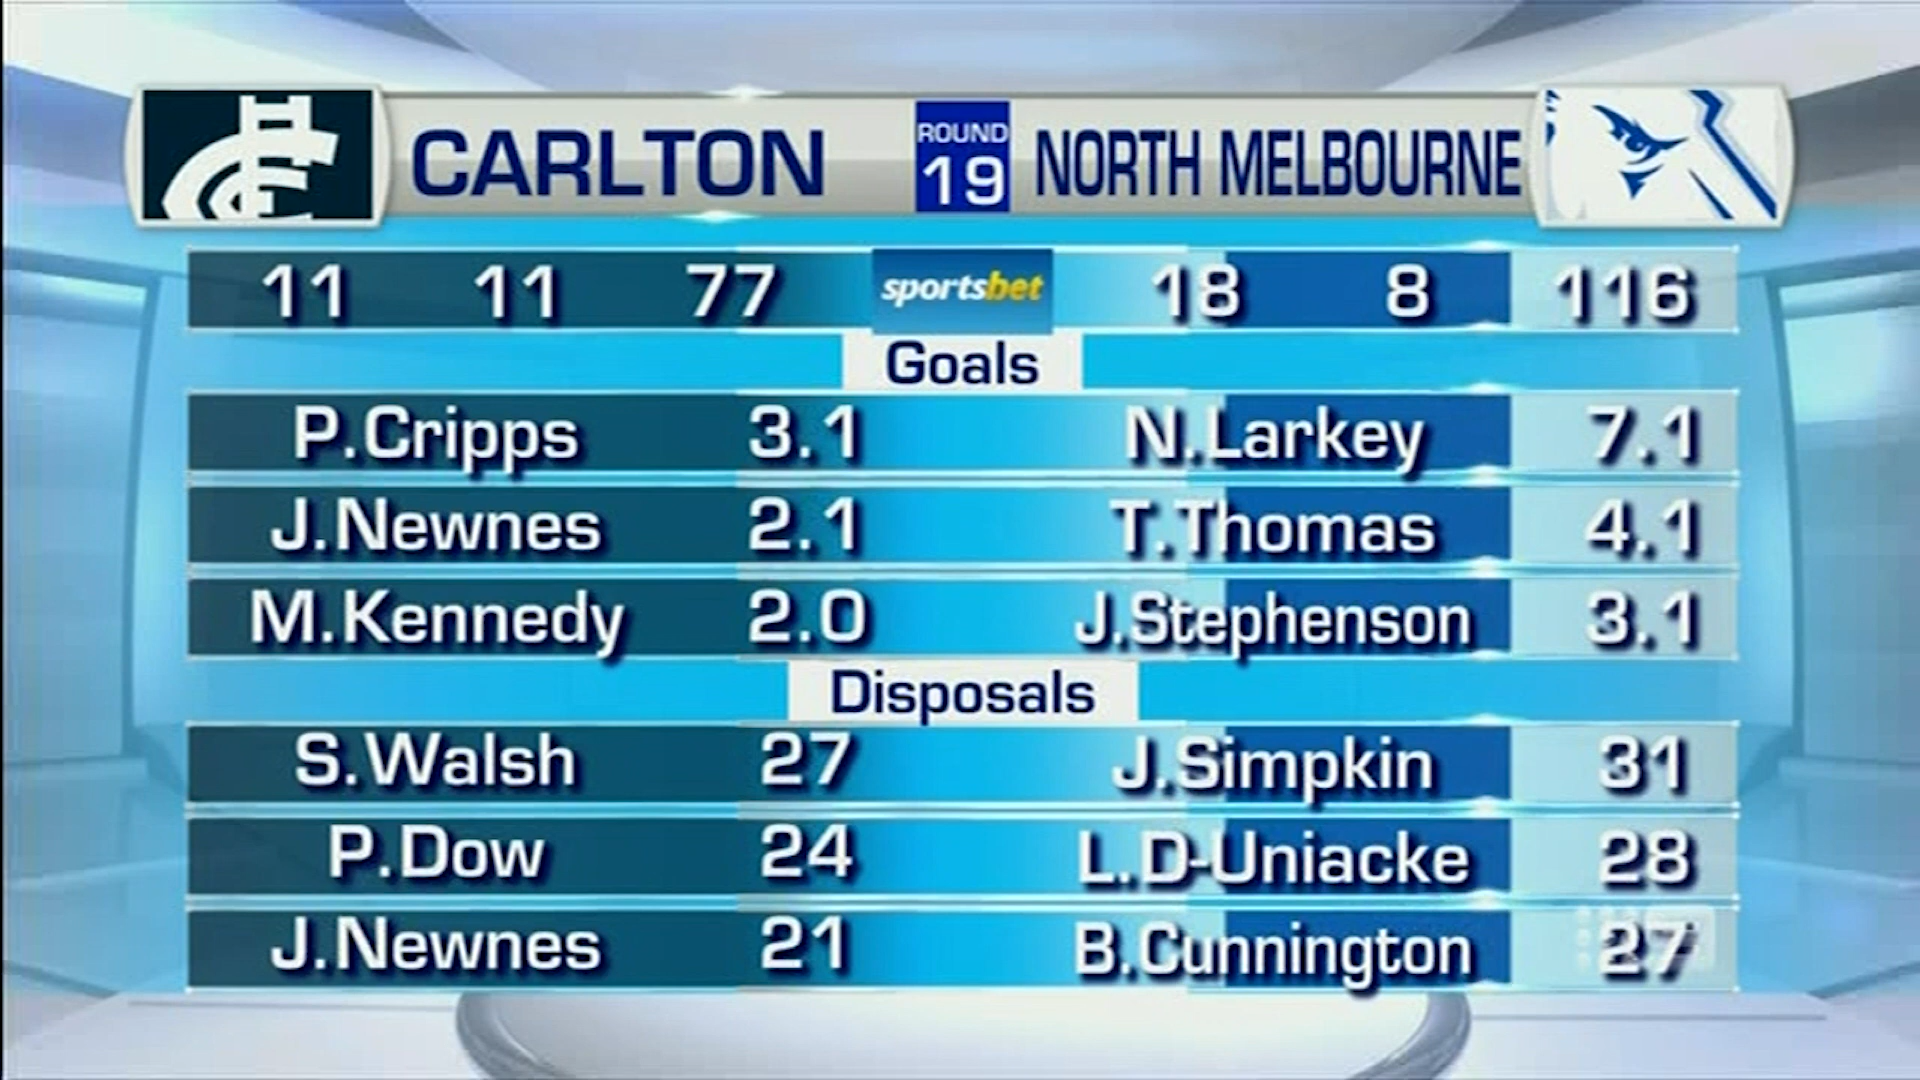 CARLTON ROUND 19 NORTH MELBOURNE
11 11 77 sportsbet 18 8 116
Goals
P.Cripps 3.1 N.Larkey 7.1
J.Newnes 2.1 T.Thomas 4.1
M.Kennedy 2.0 J.Stephenson 3.1
Disposals
S.Walsh 27 J.Simpkin 31
P.Dow 24 L.D-Uniacke 28
J.Newnes 21 B.Cunnington 27